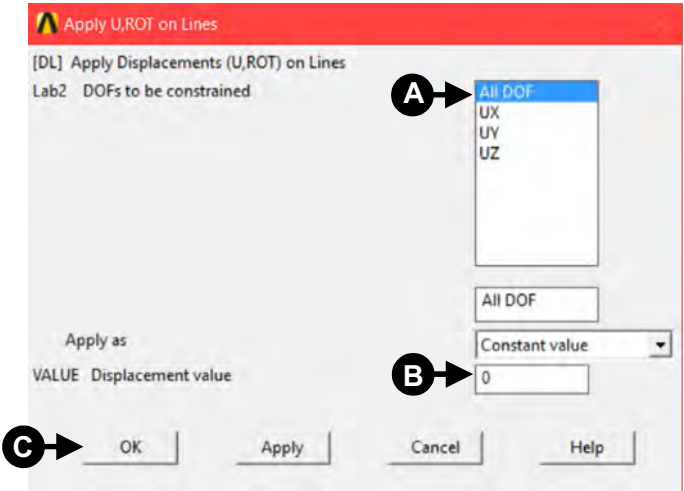 Apply U,ROT on Lines
[DL] Apply Displacements (U,ROT) on Lines
Lab2 DOFs to be constrained
A
All DOF
UX
UY
UZ
All DOF
Apply as
Constant value
VALUE Displacement value
B
0
C
OK
Apply
Cancel
Help